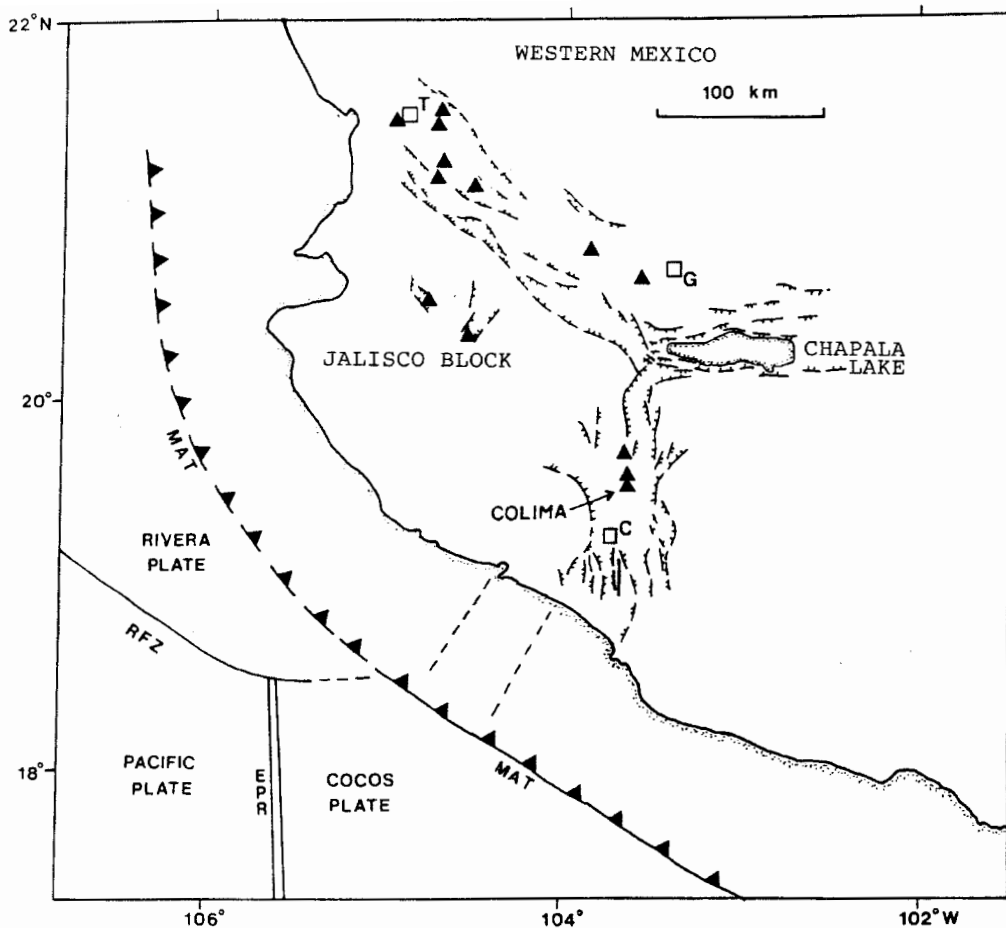 22°N
WESTERN MEXICO
100 km
T
G
CHAPALA
LAKE
JALISCO BLOCK
20°
MAT
COLIMA
C
RIVERA
PLATE
RFZ
PACIFIC
PLATE
EPR
COCOS
PLATE
MAT
18°
106°
104°
102°W